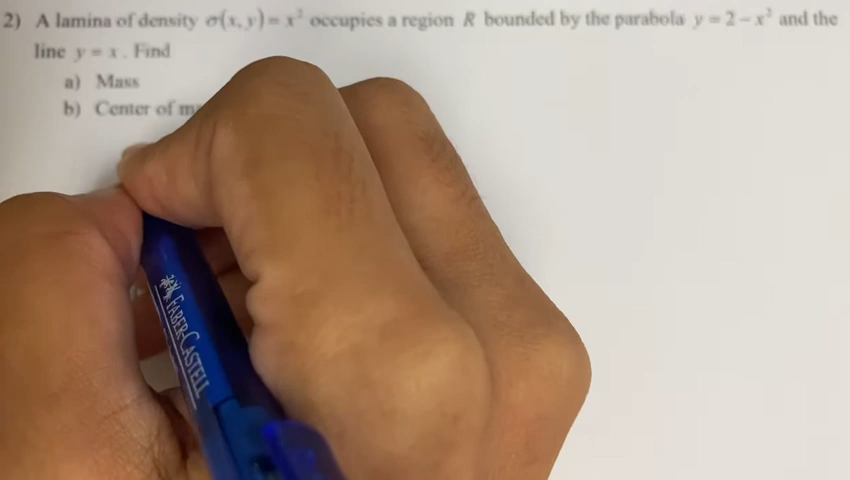 2) A lamina of density σ(x, y) = x² occupies a region R bounded by the parabola y = 2 − x² and the
line y = x. Find
a) Mass
b) Center of
FABER-CASTELL